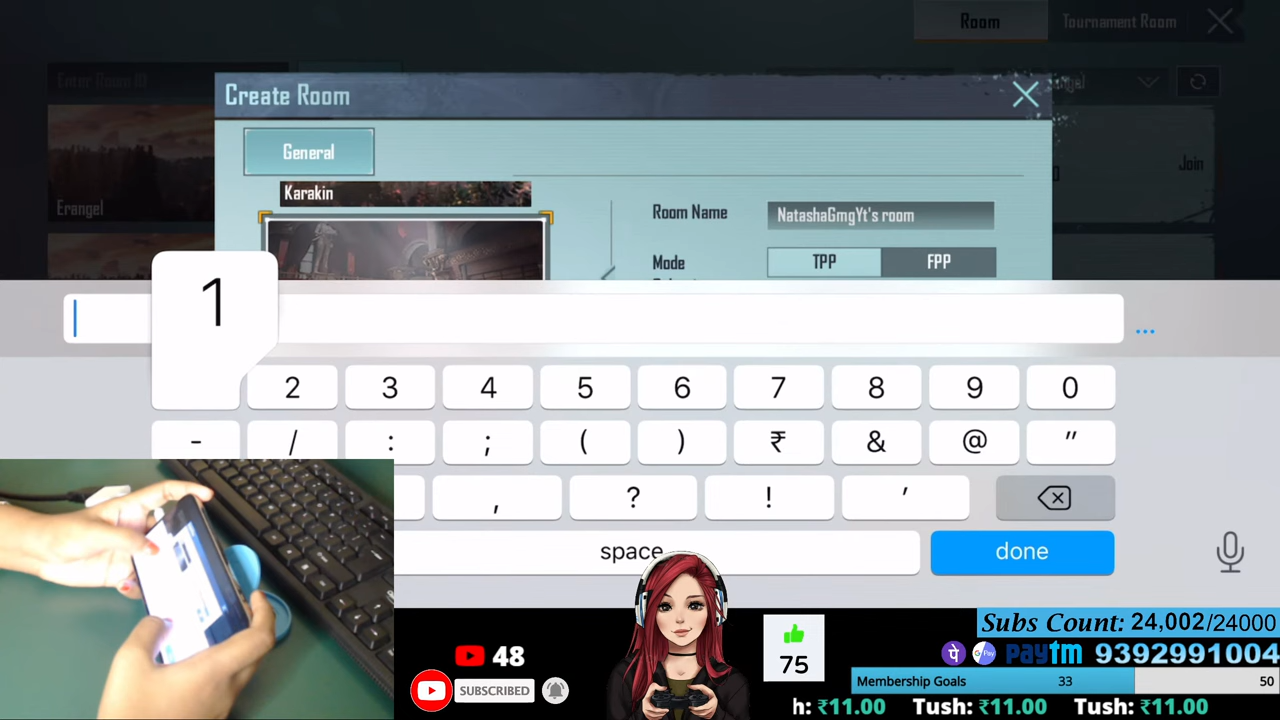 Room
Tournament Room
Enter Room ID
Create Room
General
Join
Karakin
Erangel
Room Name
NatashaGmgYt's room
Mode
TPP
FPP
1
...
2
3
4
5
6
7
8
9
0
-
/
:
;
(
)
₹
&
@
"
,
?
!
'
space
done
48
SUBSCRIBED
75
Subs Count: 24,002/24000
पे
G Pay
paytm
9392991004
Membership Goals
33
50
h: ₹11.00
Tush: ₹11.00
Tush: ₹11.00